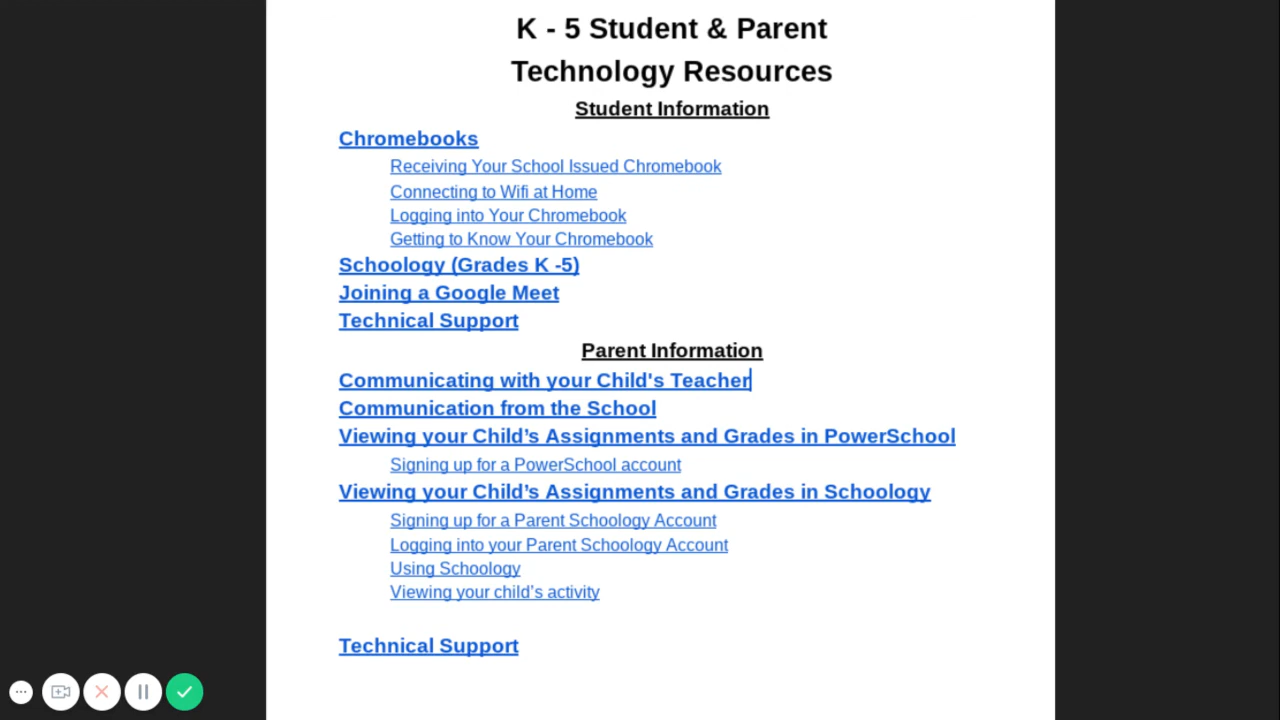 K - 5 Student & Parent
Technology Resources
Student Information
Chromebooks
Receiving Your School Issued Chromebook
Connecting to Wifi at Home
Logging into Your Chromebook
Getting to Know Your Chromebook
Schoology (Grades K -5)
Joining a Google Meet
Technical Support
Parent Information
Communicating with your Child's Teacher
Communication from the School
Viewing your Child’s Assignments and Grades in PowerSchool
Signing up for a PowerSchool account
Viewing your Child’s Assignments and Grades in Schoology
Signing up for a Parent Schoology Account
Logging into your Parent Schoology Account
Using Schoology
Viewing your child’s activity
Technical Support